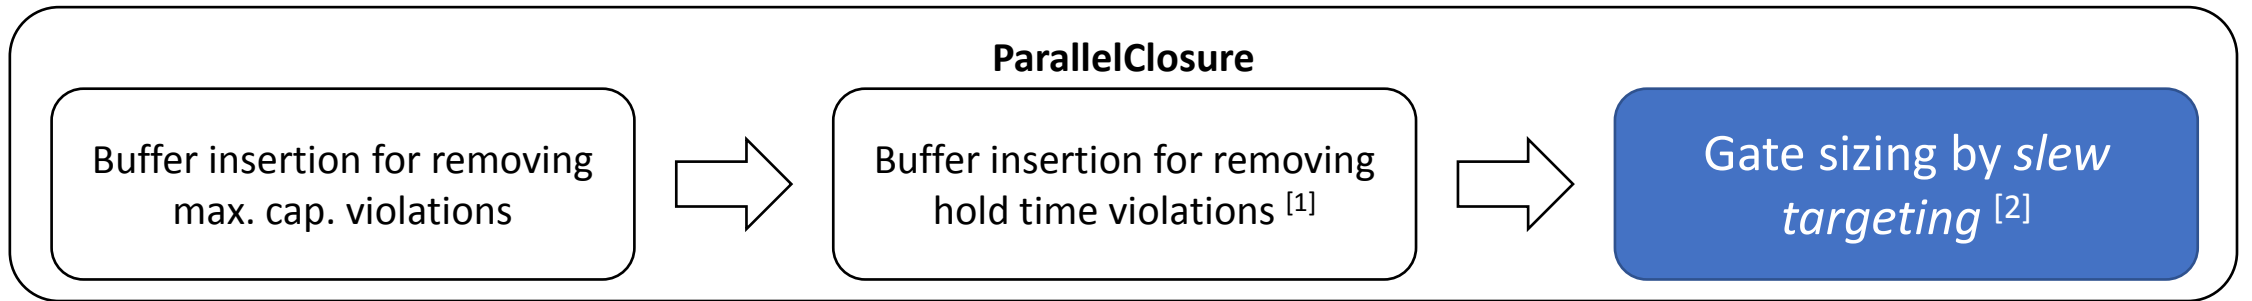 ParallelClosure
Buffer insertion for removing
max. cap. violations
Buffer insertion for removing
hold time violations [1]
Gate sizing by slew
targeting [2]